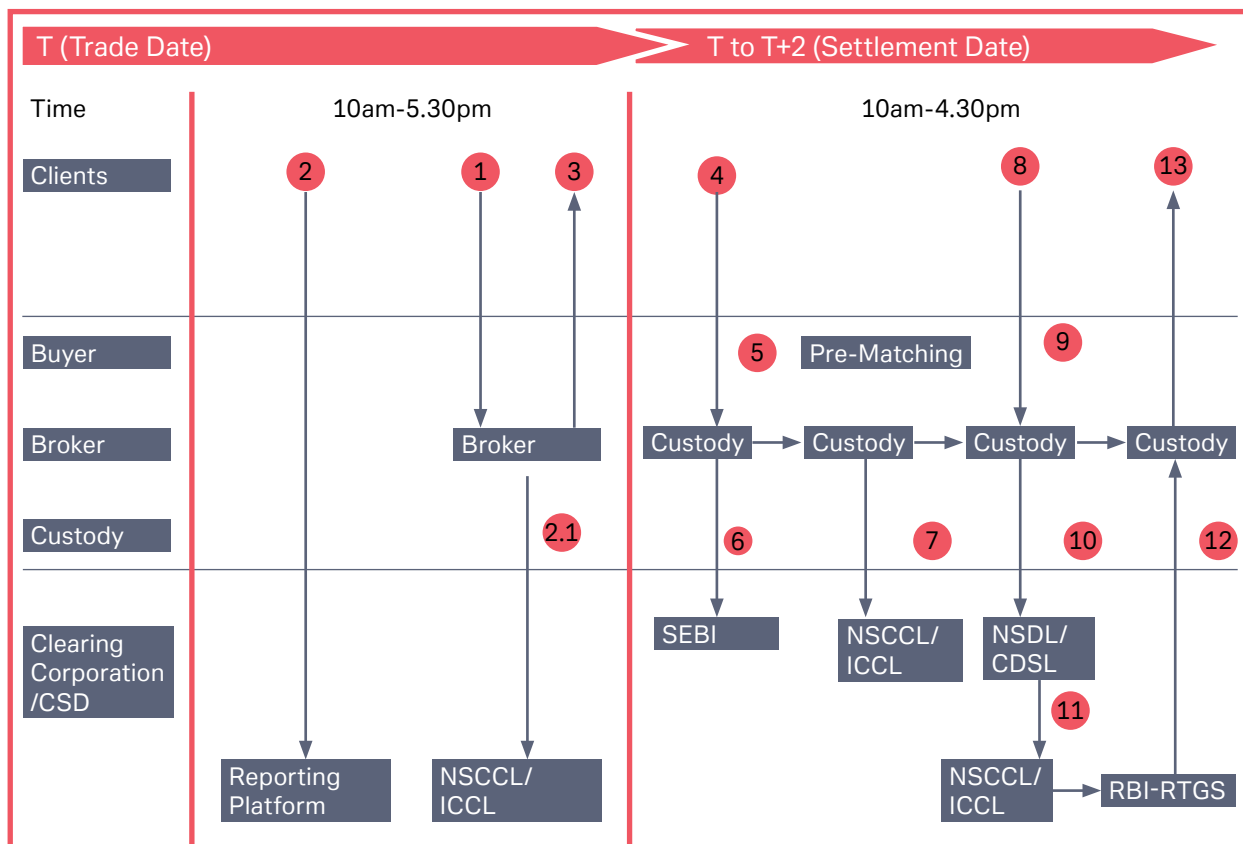 T (Trade Date)
T to T+2 (Settlement Date)
Time
10am-5.30pm
10am-4.30pm
Clients
2
1
3
4
8
13
Buyer
5
Pre-Matching
9
Broker
Broker
Custody
Custody
Custody
Custody
Custody
2.1
6
7
10
12
Clearing
Corporation
/CSD
SEBI
NSCCL/
ICCL
NSDL/
CDSL
11
Reporting
Platform
NSCCL/
ICCL
NSCCL/
ICCL
RBI-RTGS